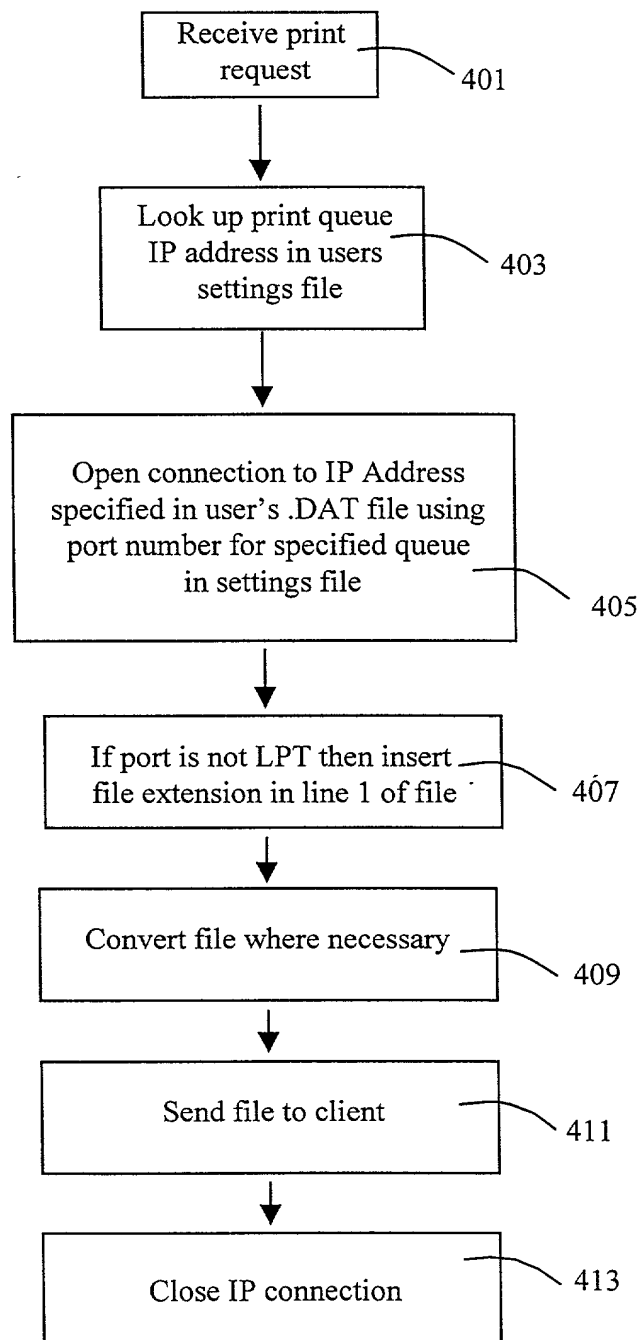 Receive print
request
401
Look up print queue
IP address in users
settings file
403
Open connection to IP Address
specified in user's .DAT file using
port number for specified queue
in settings file
405
If port is not LPT then insert
file extension in line 1 of file
407
Convert file where necessary
409
Send file to client
411
Close IP connection
413